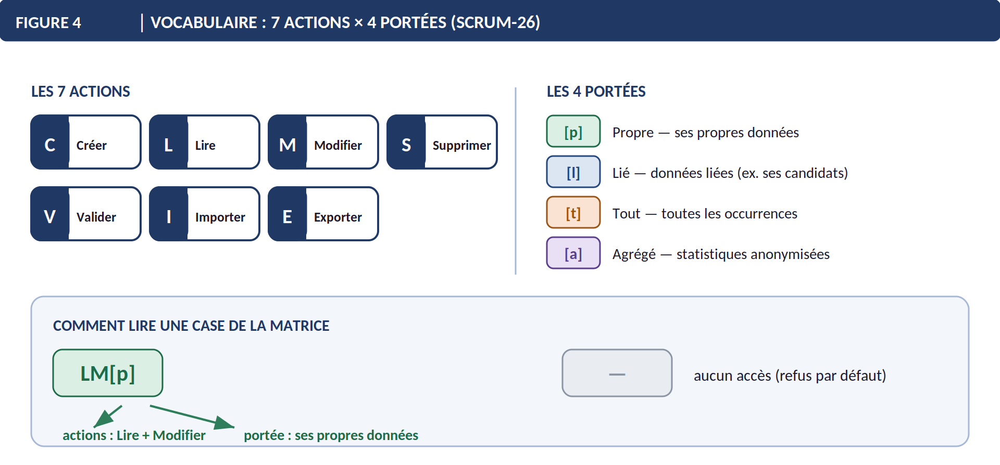 FIGURE 4 | VOCABULAIRE : 7 ACTIONS × 4 PORTÉES (SCRUM-26)
LES 7 ACTIONS
C Créer
L Lire
M Modifier
S Supprimer
V Valider
I Importer
E Exporter
LES 4 PORTÉES
[p] Propre — ses propres données
[l] Lié — données liées (ex. ses candidats)
[t] Tout — toutes les occurrences
[a] Agrégé — statistiques anonymisées
COMMENT LIRE UNE CASE DE LA MATRICE
LM[p]
actions : Lire + Modifier
portée : ses propres données
— aucun accès (refus par défaut)